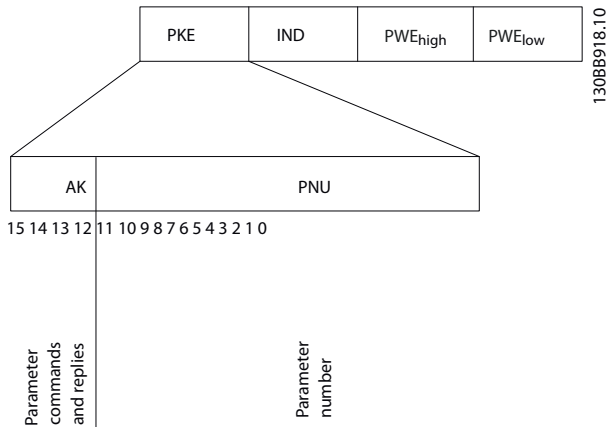 PKE IND PWEhigh PWElow
130BB918.10
AK PNU
15 14 13 12 11 10 9 8 7 6 5 4 3 2 1 0
Parameter
commands
and replies
Parameter
number